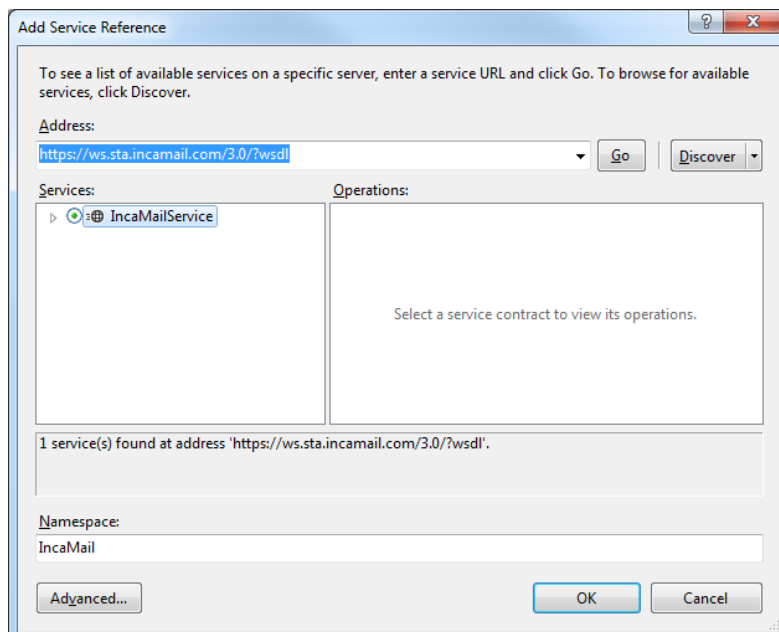 Add Service Reference
To see a list of available services on a specific server, enter a service URL and click Go. To browse for available
services, click Discover.
Address:
https://ws.sta.incamail.com/3.0/?wsdl
Go
Discover
Services:
Operations:
IncaMailService
Select a service contract to view its operations.
1 service(s) found at address 'https://ws.sta.incamail.com/3.0/?wsdl'.
Namespace:
IncaMail
Advanced...
OK
Cancel